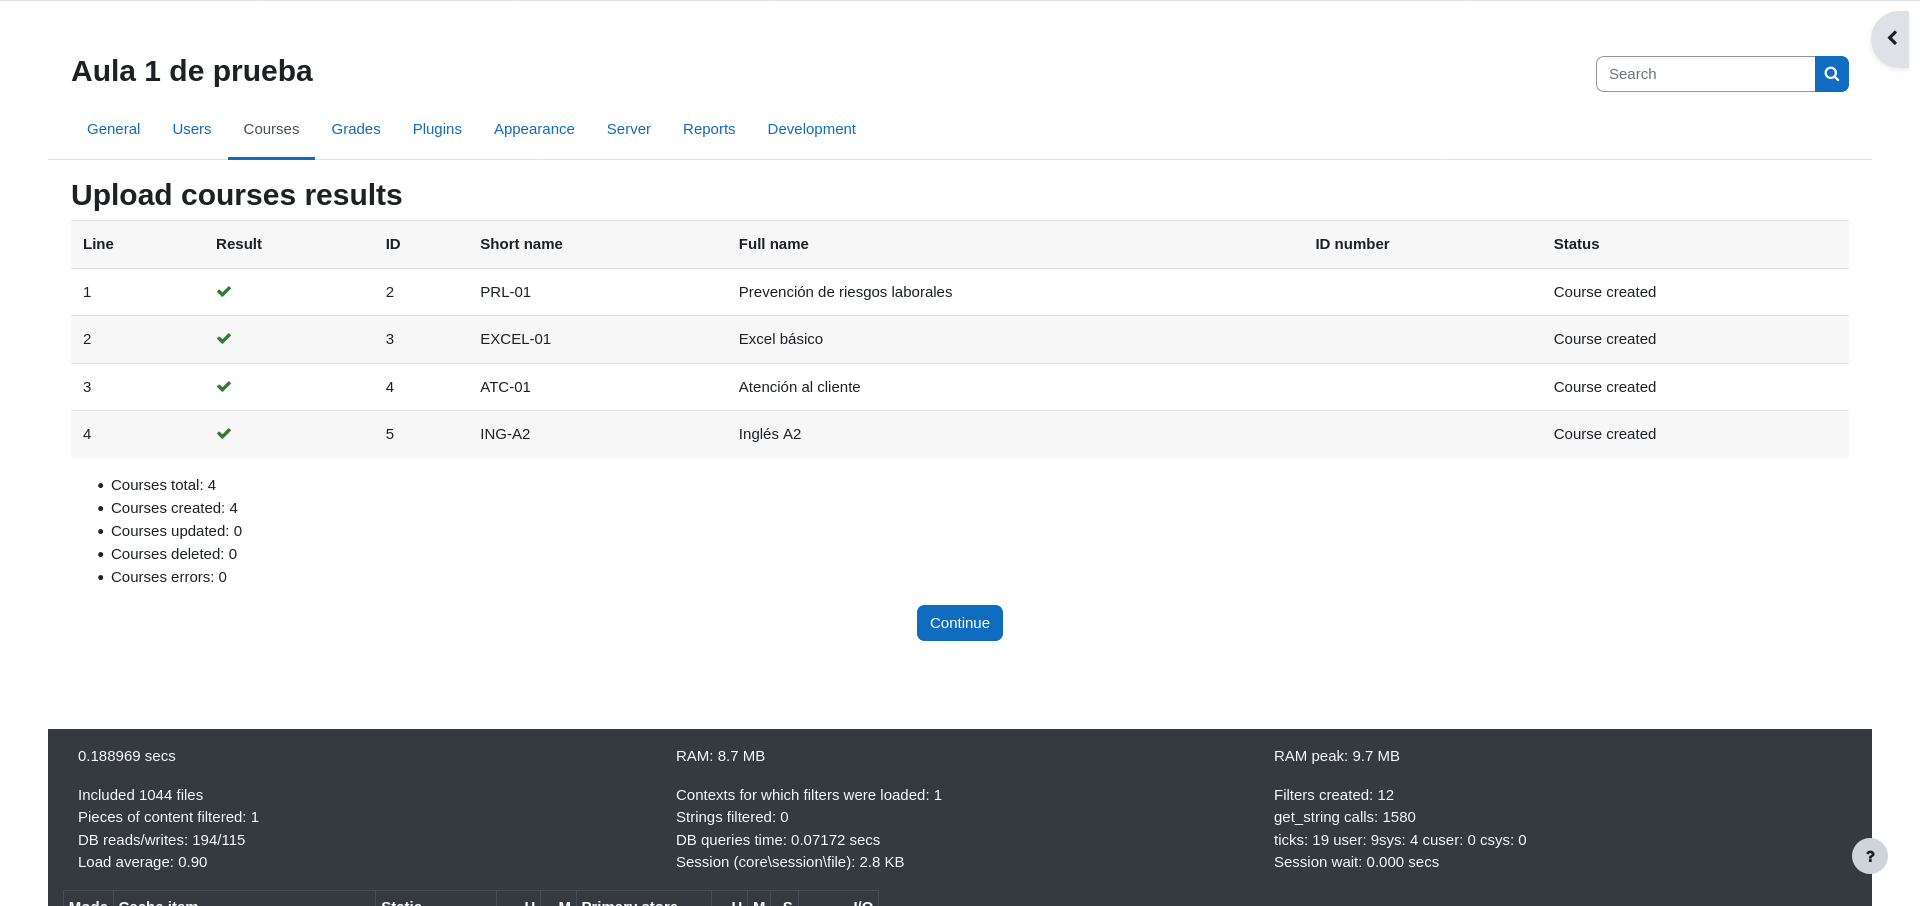 Aula 1 de prueba
Search
General Users Courses Grades Plugins Appearance Server Reports Development
Upload courses results
Line Result ID Short name Full name ID number Status
1 2 PRL-01 Prevención de riesgos laborales Course created
2 3 EXCEL-01 Excel básico Course created
3 4 ATC-01 Atención al cliente Course created
4 5 ING-A2 Inglés A2 Course created
Courses total: 4
Courses created: 4
Courses updated: 0
Courses deleted: 0
Courses errors: 0
Continue
0.188969 secs RAM: 8.7 MB RAM peak: 9.7 MB
Included 1044 files Contexts for which filters were loaded: 1 Filters created: 12
Pieces of content filtered: 1 Strings filtered: 0 get_string calls: 1580
DB reads/writes: 194/115 DB queries time: 0.07172 secs ticks: 19 user: 9sys: 4 cuser: 0 csys: 0
Load average: 0.90 Session (core\session\file): 2.8 KB Session wait: 0.000 secs
?
Mode Cache item Static H M Primary store H M S I/O